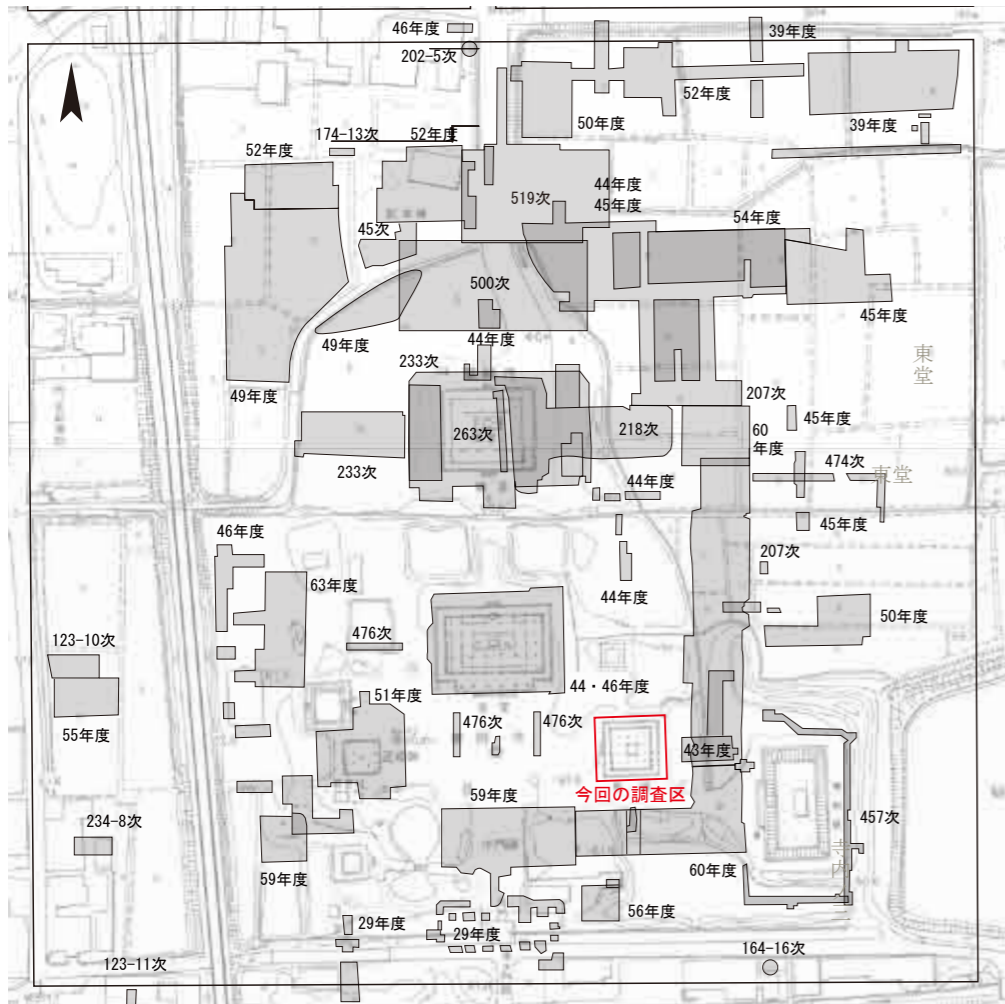 46年度
39年度
202-5次
52年度
50年度
39年度
174-13次
52年度
52年度
519次
44年度
45年度
54年度
45次
500次
45年度
49年度
44年度
233次
49年度
東堂
207次
263次
218次
60
年度
45年度
233次
474次
東堂
44年度
45年度
46年度
207次
63年度
44年度
50年度
476次
123-10次
51年度
44・46年度
476次
476次
55年度
43年度
今回の調査区
59年度
457次
234-8次
寺内
59年度
60年度
56年度
29年度
29年度
164-16次
123-11次